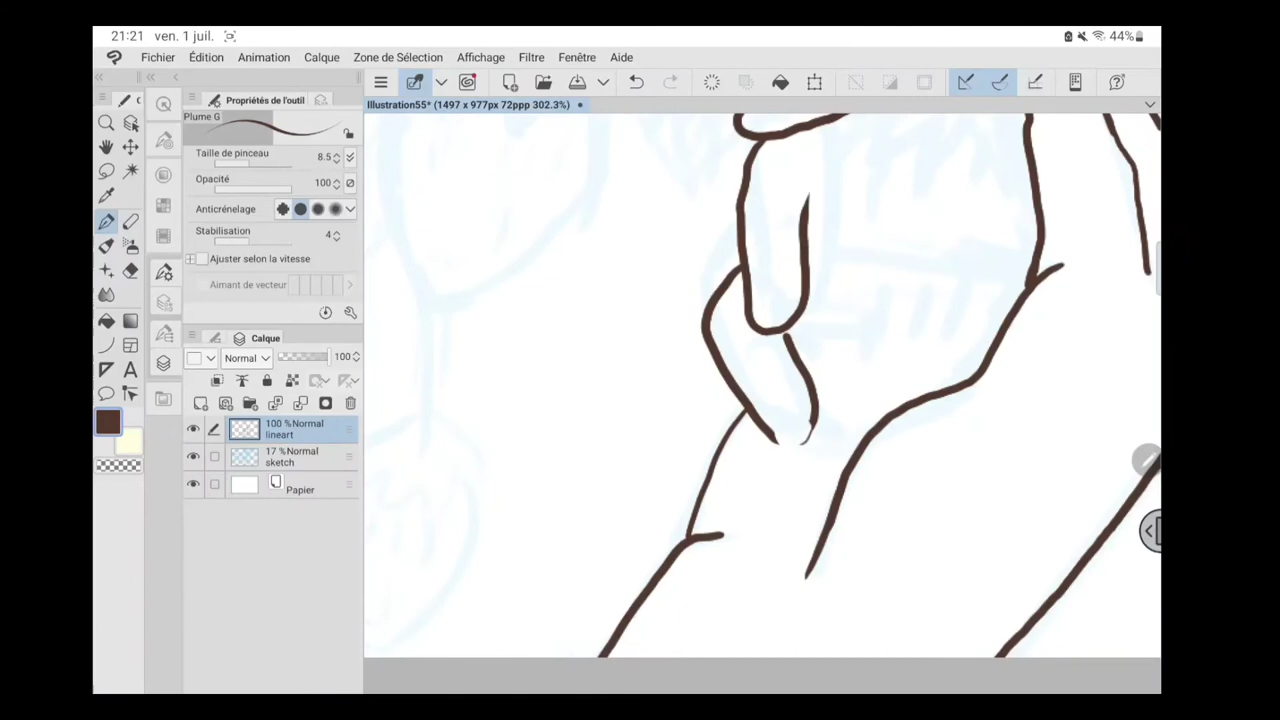 21:21 ven. 1 juil. 44%
Fichier Édition Animation Calque Zone de Sélection Affichage Filtre Fenêtre Aide
Propriétés de l'outil
Illustration55* (1497 x 977px 72ppp 302.3%)
Plume G
Taille de pinceau 8.5
Opacité 100
Anticrénelage
Stabilisation 4
Ajuster selon la vitesse
Aimant de vecteur
Calque
Normal 100
100 %Normal
lineart
17 %Normal
sketch
Papier